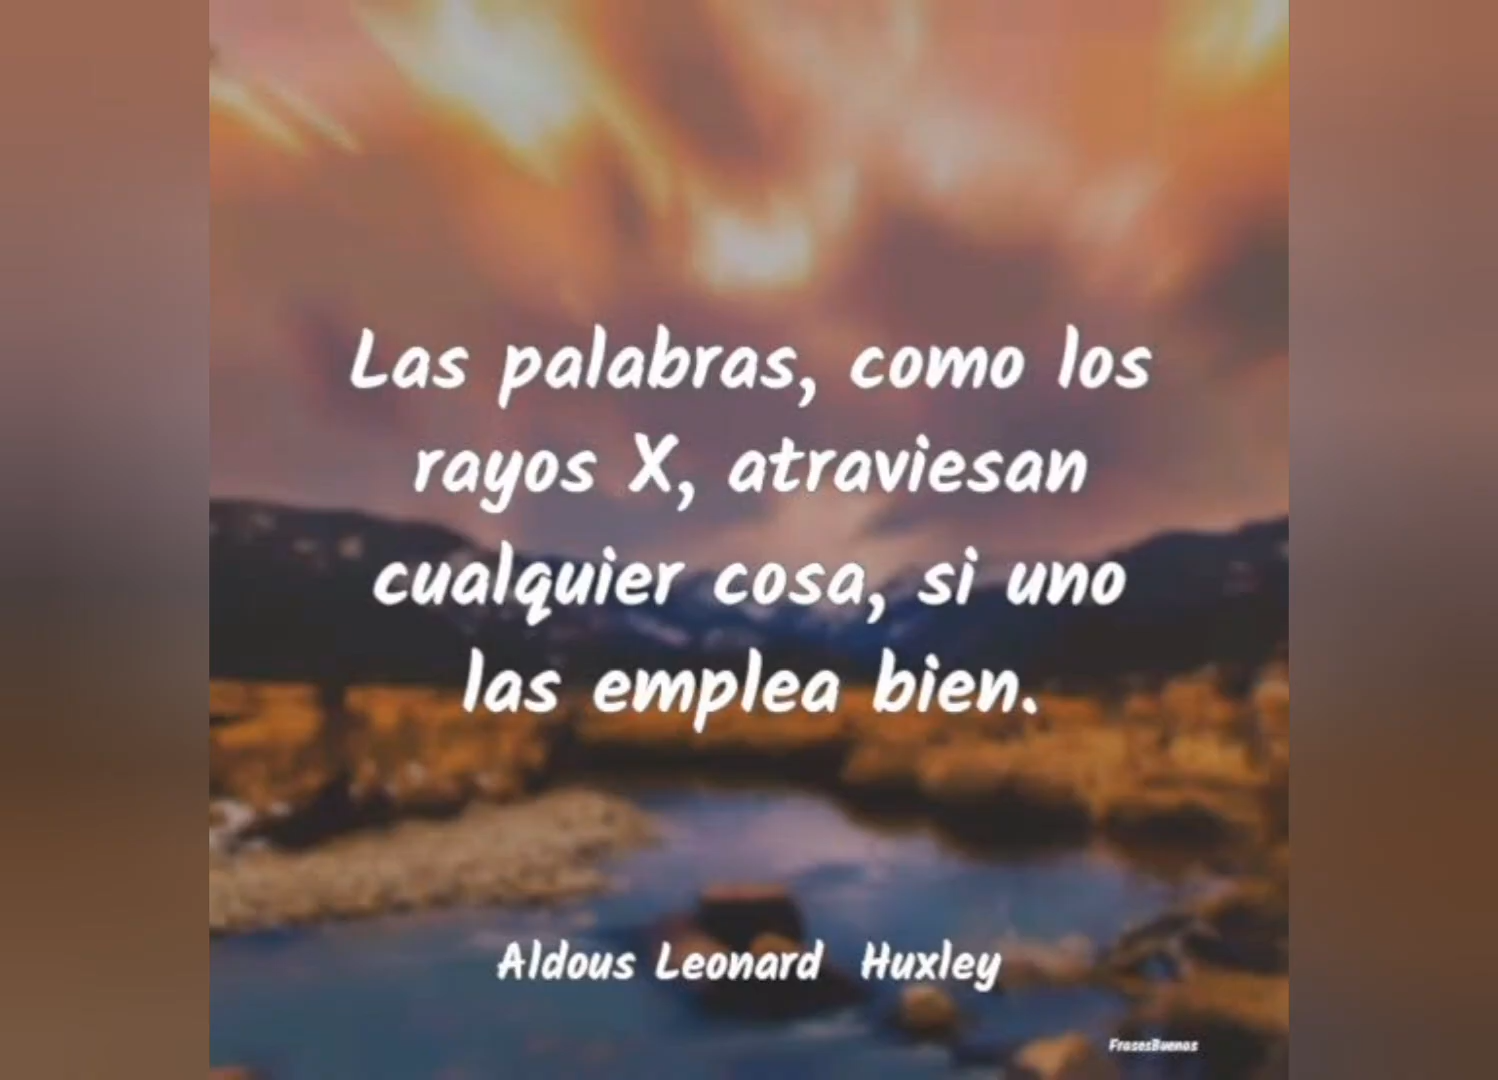 Las palabras, como los
rayos X, atraviesan
cualquier cosa, si uno
las emplea bien.
Aldous Leonard Huxley
FrasesBuenas